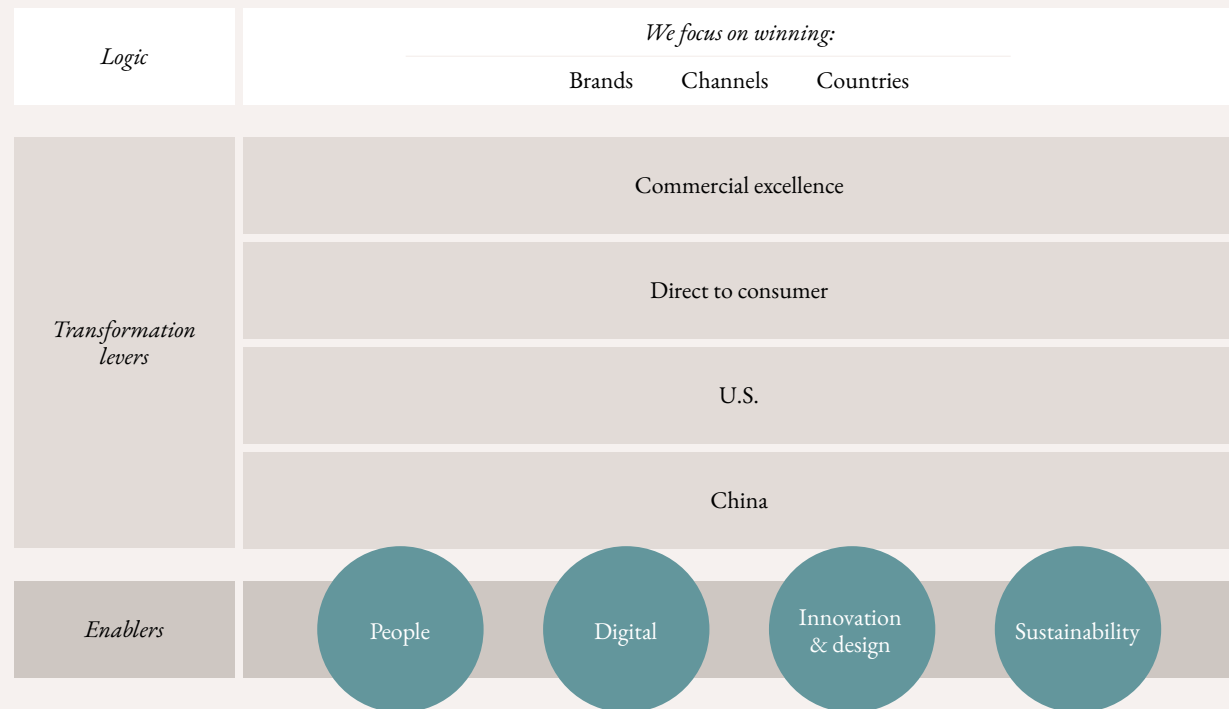 Logic
We focus on winning:
Brands Channels Countries
Transformation
levers
Commercial excellence
Direct to consumer
U.S.
China
Enablers
People
Digital
Innovation
& design
Sustainability